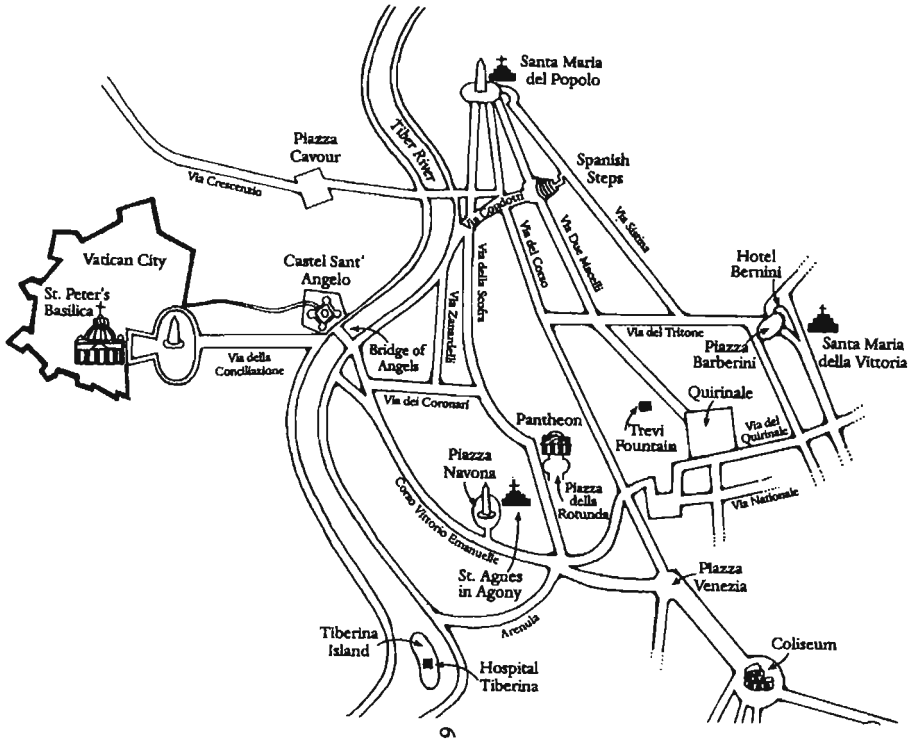 Santa Maria
del Popolo
Tiber River
Piazza
Cavour
Via Crescenzio
Spanish
Steps
Via Condotti
Via Sistina
Via Due Macelli
Via del Corso
Via della Scrofa
Via Zanardelli
Vatican City
Castel Sant'
Angelo
St. Peter's
Basilica
Hotel
Bernini
Via della
Conciliazione
Bridge of
Angels
Via del Tritone
Piazza
Barberini
Santa Maria
della Vittoria
Via dei Coronari
Quirinale
Pantheon
Trevi
Fountain
Via del
Quirinale
Piazza
Navona
Piazza
della
Rotunda
Via Nationale
Corso Vittorio Emanuelle
St. Agnes
in Agony
Piazza
Venezia
Arenula
Tiberina
Island
Hospital
Tiberina
Coliseum
6